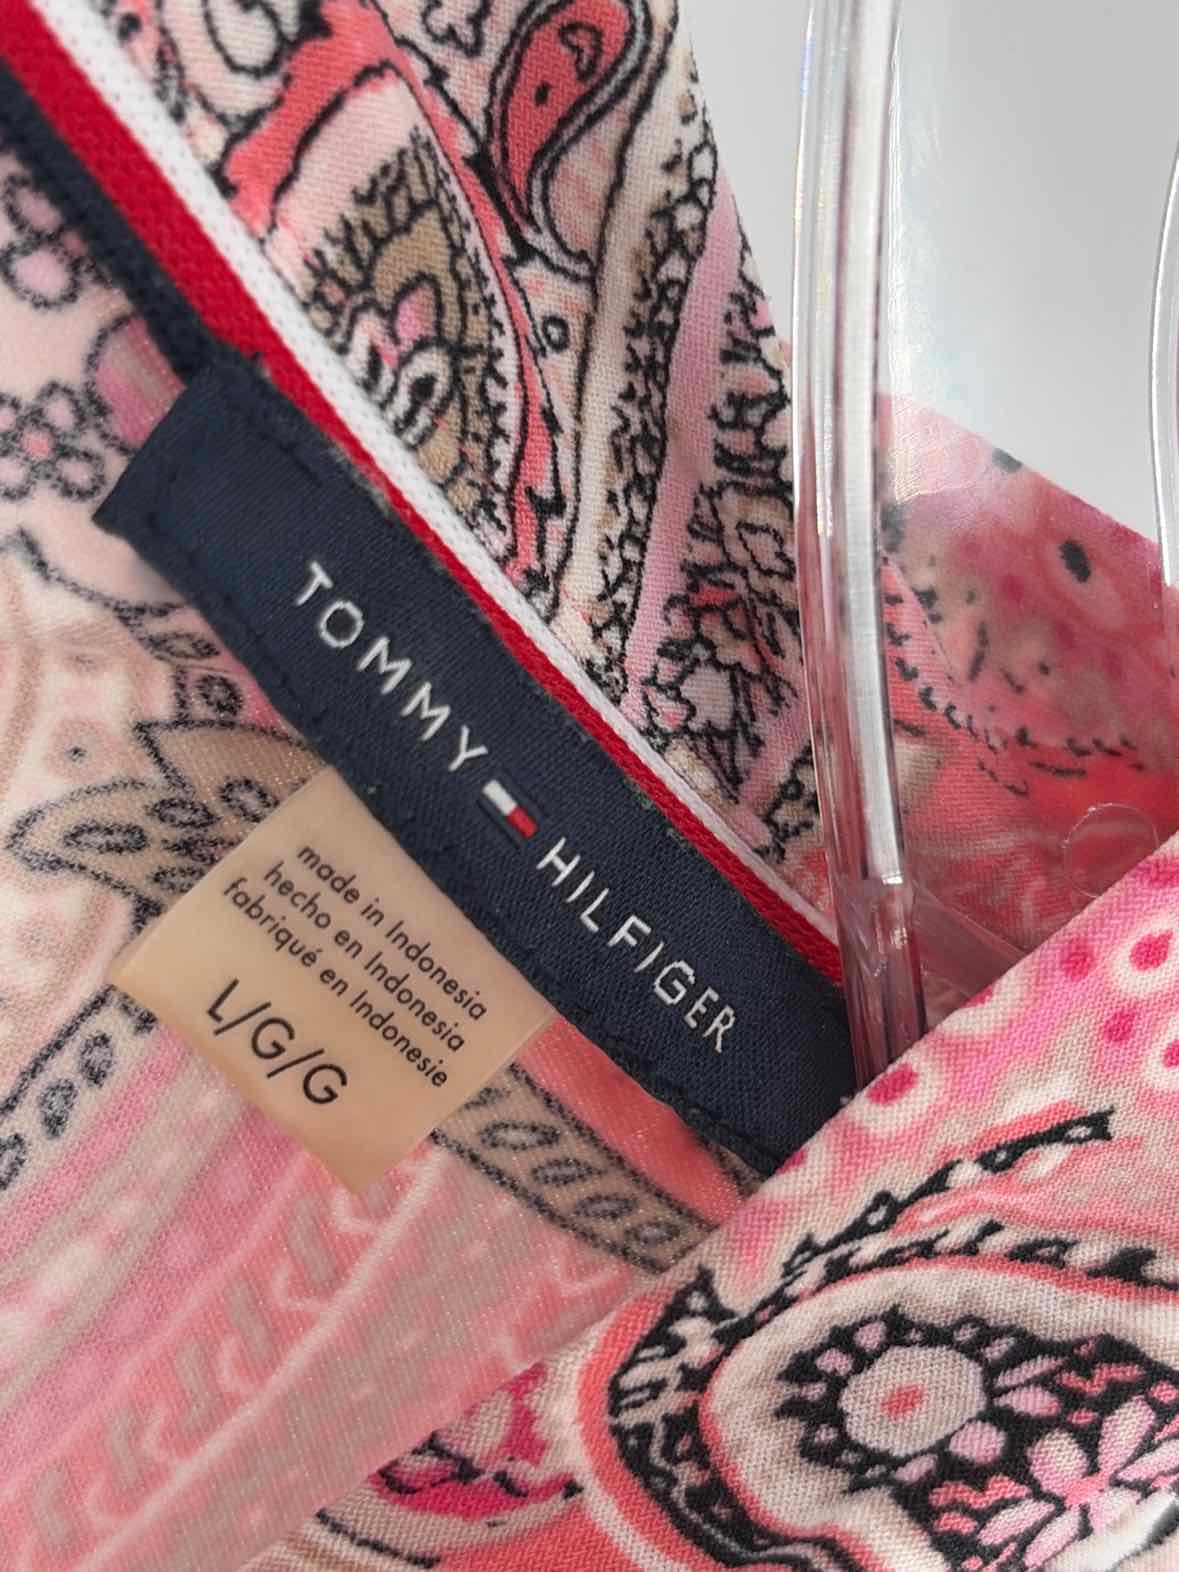 TOMMY HILFIGER
made in Indonesia
hecho en Indonesia
fabriqué en Indonesie
L/G/G